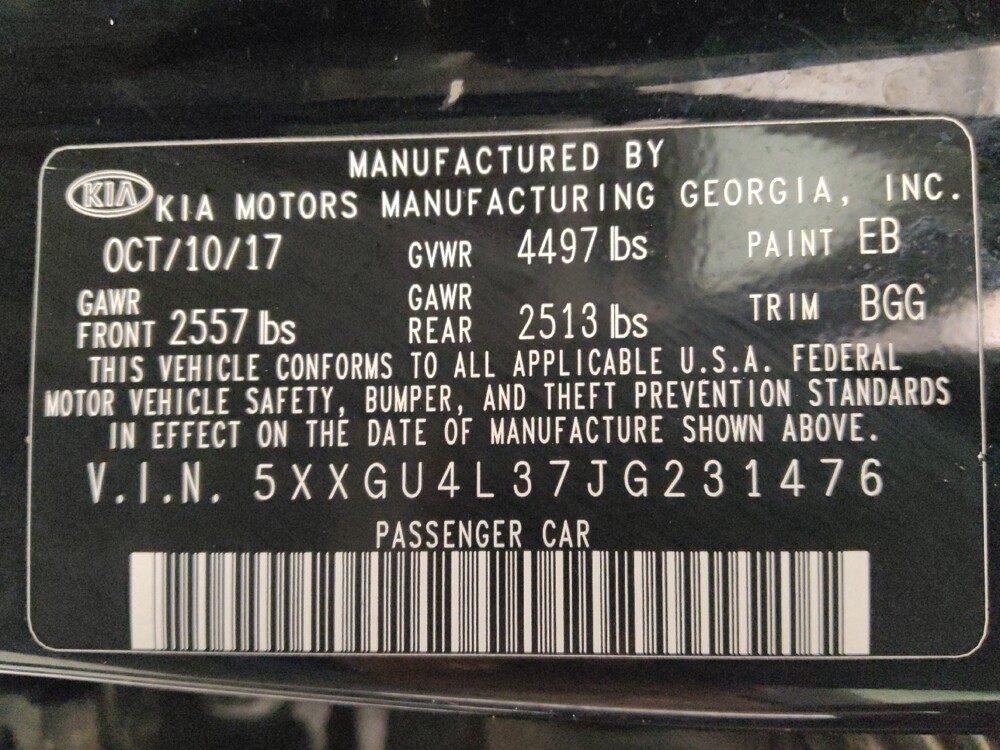 MANUFACTURED BY
KIA KIA MOTORS MANUFACTURING GEORGIA, INC.
OCT/10/17 GVWR 4497 lbs PAINT EB
GAWR FRONT 2557 lbs GAWR REAR 2513 lbs TRIM BGG
THIS VEHICLE CONFORMS TO ALL APPLICABLE U.S.A. FEDERAL
MOTOR VEHICLE SAFETY, BUMPER, AND THEFT PREVENTION STANDARDS
IN EFFECT ON THE DATE OF MANUFACTURE SHOWN ABOVE.
V.I.N. 5XXGU4L37JG231476
PASSENGER CAR